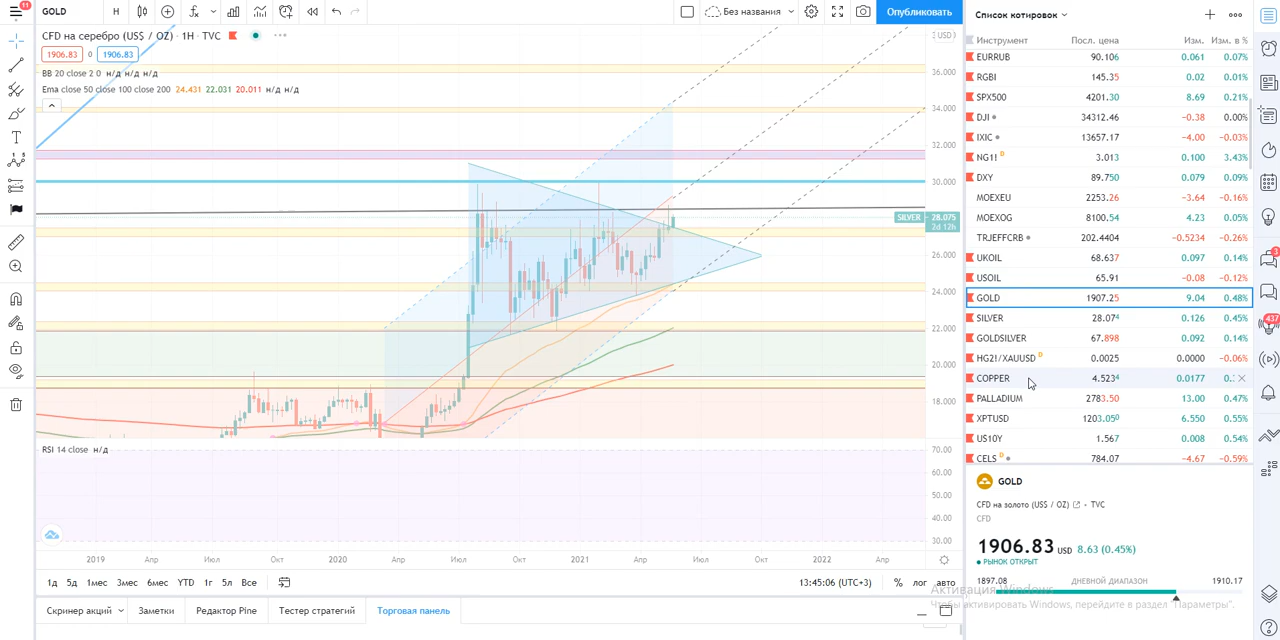 11
GOLD
Н
Без названия
Опубликовать
Список котировок
CFD на серебро (US$ / OZ) · 1Н · TVC
USD
1906.83 0 1906.83
BB 20 close 2 0 н/д н/д н/д
Ema close 50 close 100 close 200 24.431 22.031 20.011 н/д н/д
36.000
34.000
32.000
30.000
SILVER 28.075
2d 12h
26.000
24.000
22.000
20.000
18.000
RSI 14 close н/д
70.00
60.00
50.00
40.00
30.00
2019 Апр Июл Окт 2020 Апр Июл Окт 2021 Апр Июл Окт 2022 Апр
1д 5д 1мес 3мес 6мес YTD 1г 5л Все
13:45:06 (UTC+3) % лог авто
Скринер акций Заметки Редактор Pine Тестер стратегий Торговая панель
Инструмент Посл. цена Изм. Изм. в %
EURRUB 90.106 0.061 0.07%
RGBI 145.35 0.02 0.01%
SPX500 4201.30 8.69 0.21%
DJI 34312.46 −0.38 0.00%
IXIC 13657.17 −4.00 −0.03%
NG1! D 3.013 0.100 3.43%
DXY 89.750 0.079 0.09%
MOEXEU 2253.26 −3.64 −0.16%
MOEXOG 8100.54 4.23 0.05%
TRJEFFCRB 202.4404 −0.5234 −0.26%
UKOIL 68.637 0.097 0.14%
USOIL 65.91 −0.08 −0.12%
GOLD 1907.25 9.04 0.48%
SILVER 28.074 0.126 0.45%
GOLDSILVER 67.898 0.092 0.14%
HG2!/XAUUSD D 0.0025 0.0000 −0.06%
COPPER 4.5234 0.0177 0.:
PALLADIUM 2783.50 13.00 0.47%
XPTUSD 1203.050 6.550 0.55%
US10Y 1.567 0.008 0.54%
CELS D 784.07 −4.67 −0.59%
GOLD
CFD на золото (US$ / OZ) · TVC
CFD
1906.83 USD 8.63 (0.45%)
РЫНОК ОТКРЫТ
1897.08 ДНЕВНОЙ ДИАПАЗОН 1910.17
Активация Windows
Чтобы активировать Windows, перейдите в раздел "Параметры".
3
437